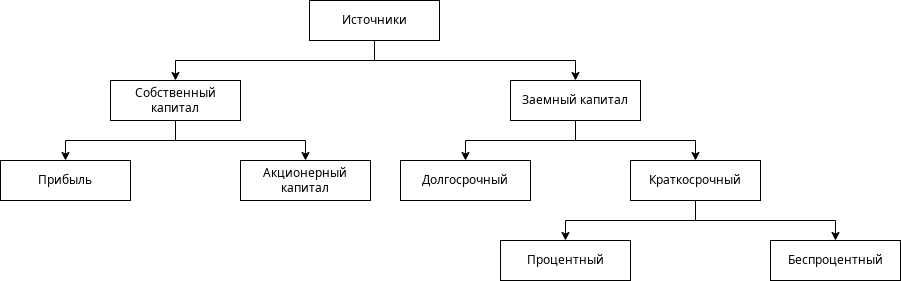 Источники
Собственный
капитал
Заемный капитал
Прибыль
Акционерный
капитал
Долгосрочный
Краткосрочный
Процентный
Беспроцентный